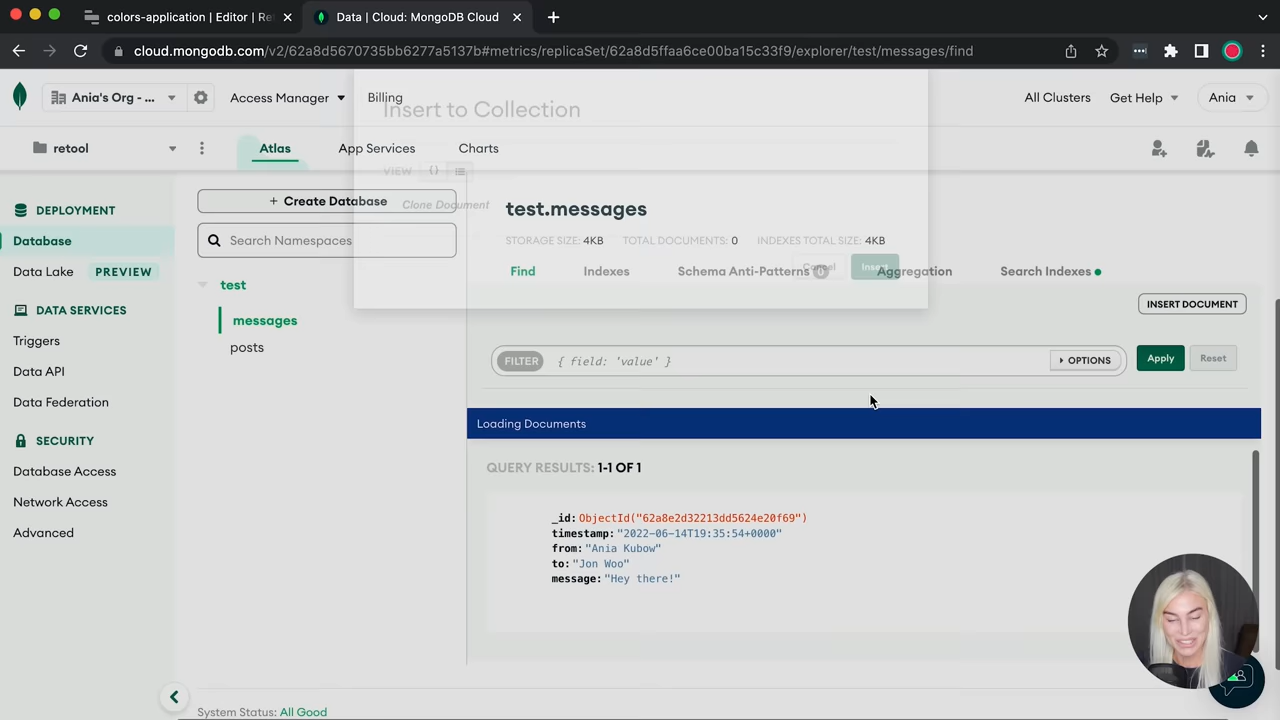 colors-application | Editor | Re
Data | Cloud: MongoDB Cloud
cloud.mongodb.com/v2/62a8d5670735bb6277a5137b#metrics/replicaSet/62a8d5ffaa6ce00ba15c33f9/explorer/test/messages/find
Ania's Org - ...
Access Manager
Billing
All Clusters
Get Help
Ania
Insert to Collection
retool
Atlas
App Services
Charts
VIEW {}
DEPLOYMENT
Database
Data Lake PREVIEW
DATA SERVICES
Triggers
Data API
Data Federation
SECURITY
Database Access
Network Access
Advanced
+ Create Database
Clone Document
Search Namespaces
test
messages
posts
test.messages
STORAGE SIZE: 4KB TOTAL DOCUMENTS: 0 INDEXES TOTAL SIZE: 4KB
Cancel Insert
Find Indexes Schema Anti-Patterns 0 Aggregation Search Indexes
INSERT DOCUMENT
FILTER { field: 'value' } OPTIONS Apply Reset
Loading Documents
QUERY RESULTS: 1-1 OF 1
_id: ObjectId("62a8e2d32213dd5624e20f69")
timestamp: "2022-06-14T19:35:54+0000"
from: "Ania Kubow"
to: "Jon Woo"
message: "Hey there!"
System Status: All Good